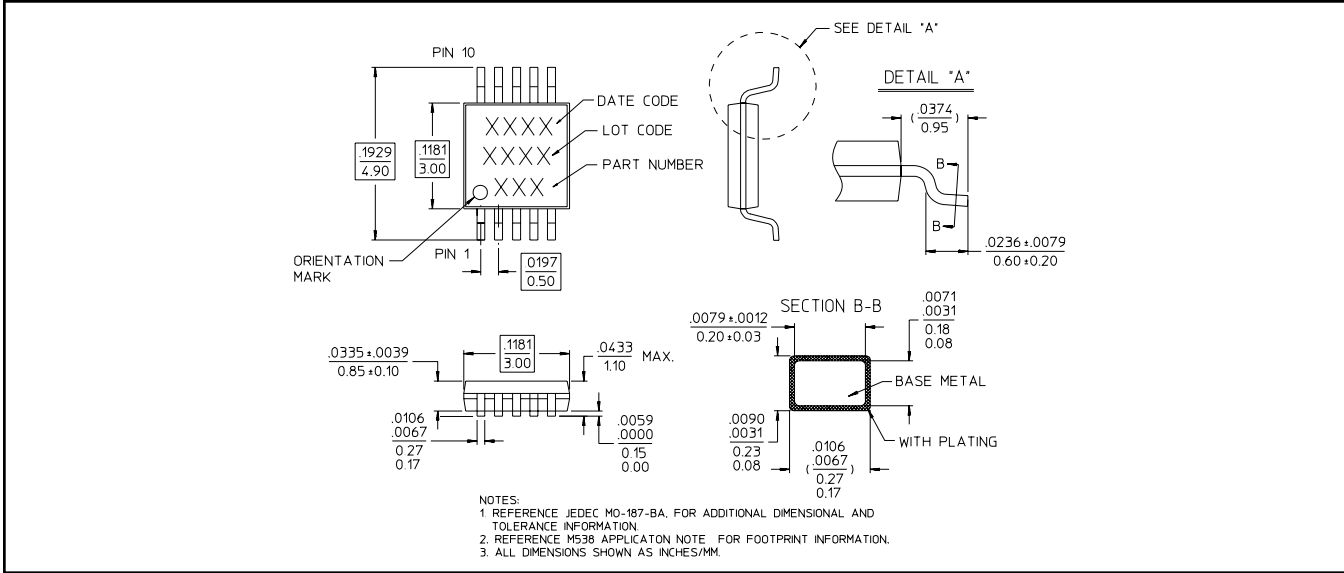 SEE DETAIL "A"
PIN 10
DETAIL "A"
DATE CODE
XXXX
LOT CODE
XXXX
PART NUMBER
XXX
.1929
4.90
.1181
3.00
(.0374)
0.95
B
B
.0236±.0079
0.60±0.20
PIN 1
ORIENTATION
MARK
.0197
0.50
SECTION B-B
.0079±.0012
0.20±0.03
.0071
.0031
0.18
0.08
.0335±.0039
0.85±0.10
.1181
3.00
.0433 MAX.
1.10
BASE METAL
.0106
.0067
0.27
0.17
.0059
.0000
0.15
0.00
.0090
.0031
0.23
0.08
WITH PLATING
.0106
(.0067)
0.27
0.17
NOTES:
1. REFERENCE JEDEC MO-187-BA, FOR ADDITIONAL DIMENSIONAL AND
TOLERANCE INFORMATION.
2. REFERENCE M538 APPLICATON NOTE FOR FOOTPRINT INFORMATION.
3. ALL DIMENSIONS SHOWN AS INCHES/MM.